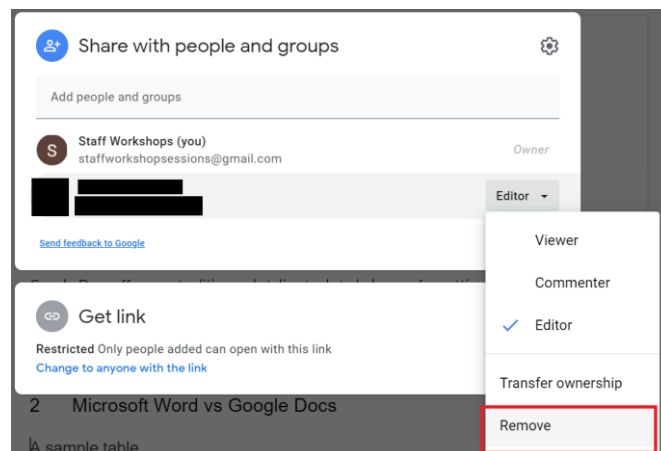 Share with people and groups
Add people and groups
S
Staff Workshops (you)
staffworkshopsessions@gmail.com
Owner
Editor
Send feedback to Google
Viewer
Commenter
Editor
Transfer ownership
Remove
Get link
Restricted Only people added can open with this link
Change to anyone with the link
2 Microsoft Word vs Google Docs
A sample table